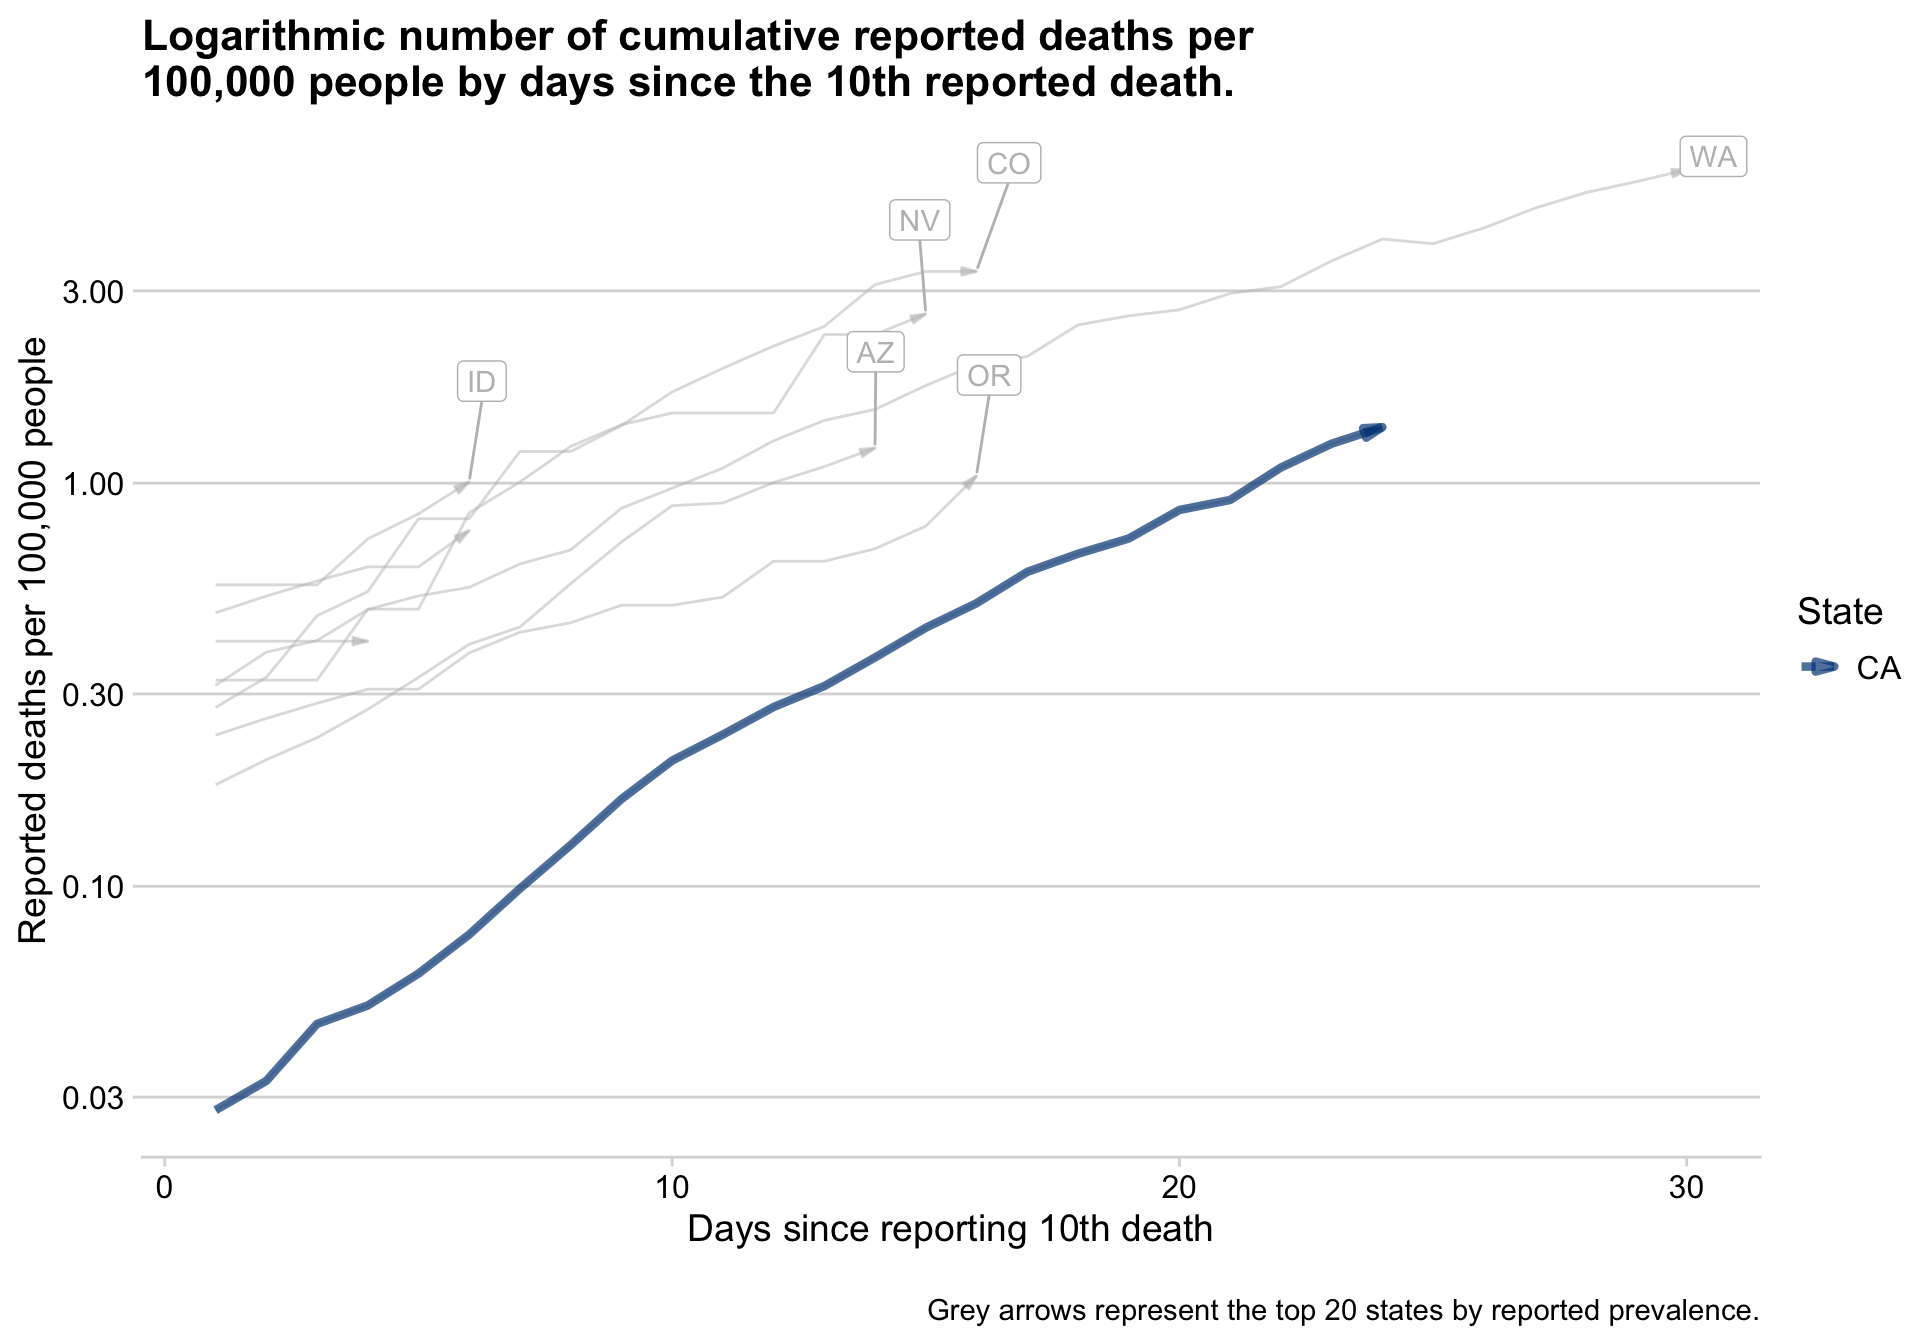 Logarithmic number of cumulative reported deaths per
100,000 people by days since the 10th reported death.
CO
WA
NV
AZ
OR
ID
3.00
1.00
0.30
0.10
0.03
Reported deaths per 100,000 people
State
CA
0
10
20
30
Days since reporting 10th death
Grey arrows represent the top 20 states by reported prevalence.